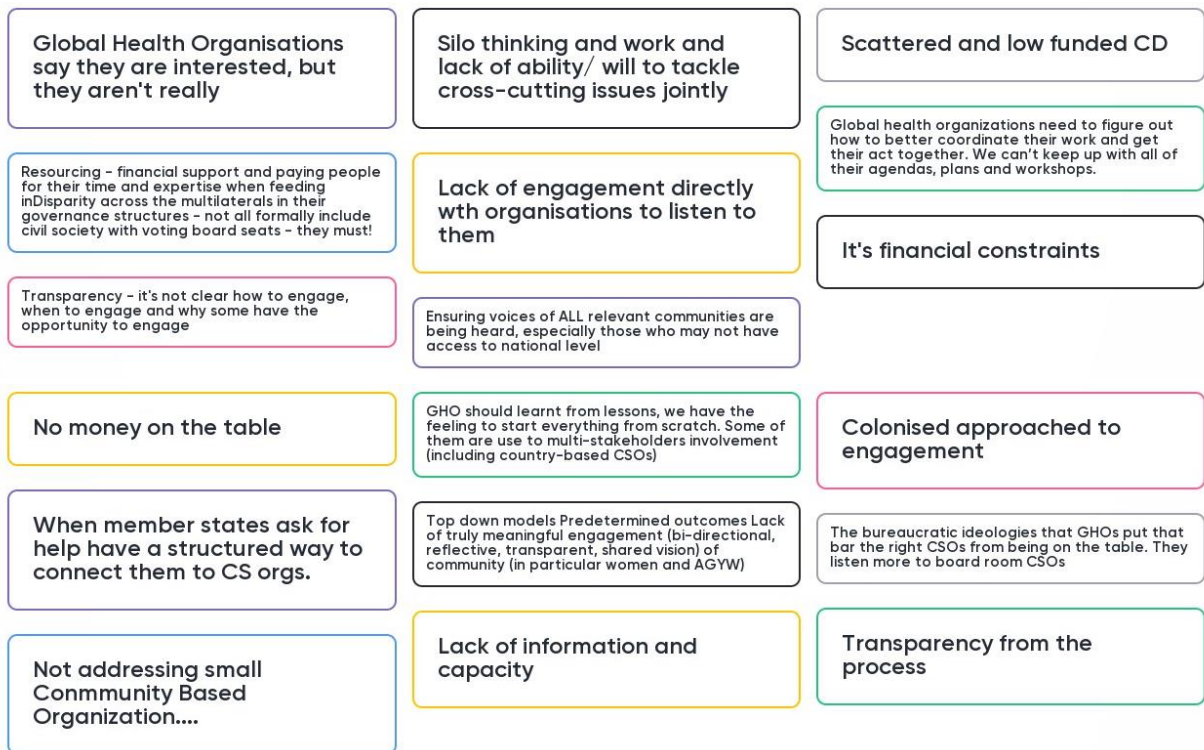 Global Health Organisations
say they are interested, but
they aren't really
Resourcing - financial support and paying people
for their time and expertise when feeding
inDisparity across the multilaterals in their
governance structures - not all formally include
civil society with voting board seats - they must!
Transparency - it's not clear how to engage,
when to engage and why some have the
opportunity to engage
Silo thinking and work and
lack of ability/ will to tackle
cross-cutting issues jointly
Lack of engagement directly
wth organisations to listen to
them
Ensuring voices of ALL relevant communities are
being heard, especially those who may not have
access to national level
Scattered and low funded CD
Global health organizations need to figure out
how to better coordinate their work and get
their act together. We can't keep up with all of
their agendas, plans and workshops.
It's financial constraints
No money on the table
When member states ask for
help have a structured way to
connect them to CS orgs.
Not addressing small
Conmmunity Based
Organization....
GHO should learnt from lessons, we have the
feeling to start everything from scratch. Some of
them are use to multi-stakeholders involvement
(including country-based CSOs)
Top down models Predetermined outcomes Lack
of truly meaningful engagement (bi-directional,
reflective, transparent, shared vision) of
community (in particular women and AGYW)
Lack of information and
capacity
Colonised approached to
engagement
The bureaucratic ideologies that GHOs put that
bar the right CSOs from being on the table. They
listen more to board room CSOs
Transparency from the
process